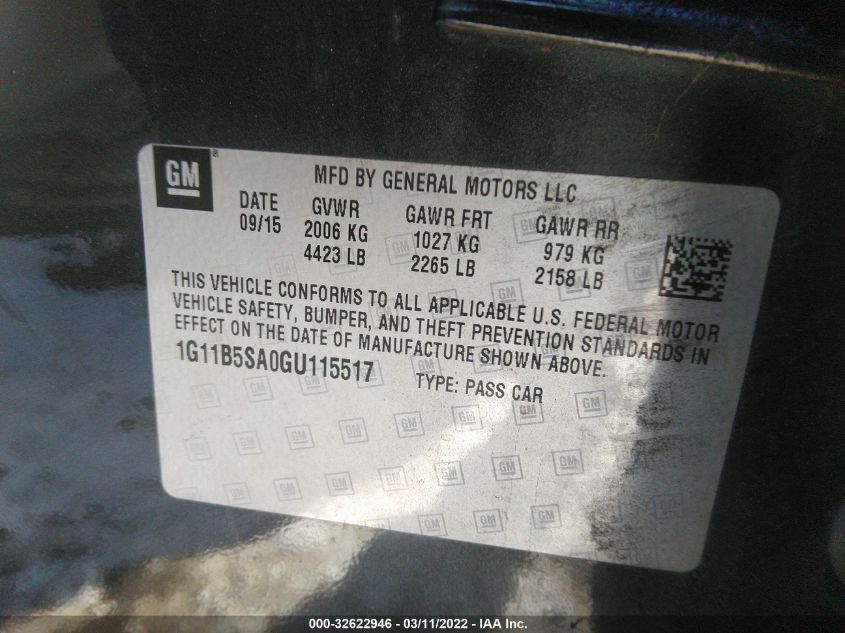 GM ®
MFD BY GENERAL MOTORS LLC
DATE GVWR GAWR FRT GAWR RR
09/15 2006 KG 1027 KG 979 KG
4423 LB 2265 LB 2158 LB
THIS VEHICLE CONFORMS TO ALL APPLICABLE U.S. FEDERAL MOTOR
VEHICLE SAFETY, BUMPER, AND THEFT PREVENTION STANDARDS IN
EFFECT ON THE DATE OF MANUFACTURE SHOWN ABOVE.
1G11B5SA0GU115517 TYPE: PASS CAR
000-32622946 - 03/11/2022 - IAA Inc.